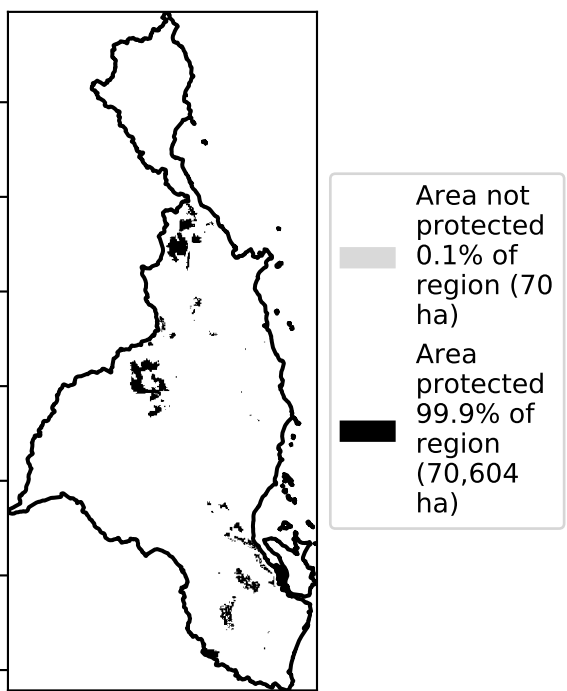 Area not
protected
0.1% of
region (70
ha)
Area
protected
99.9% of
region
(70,604
ha)